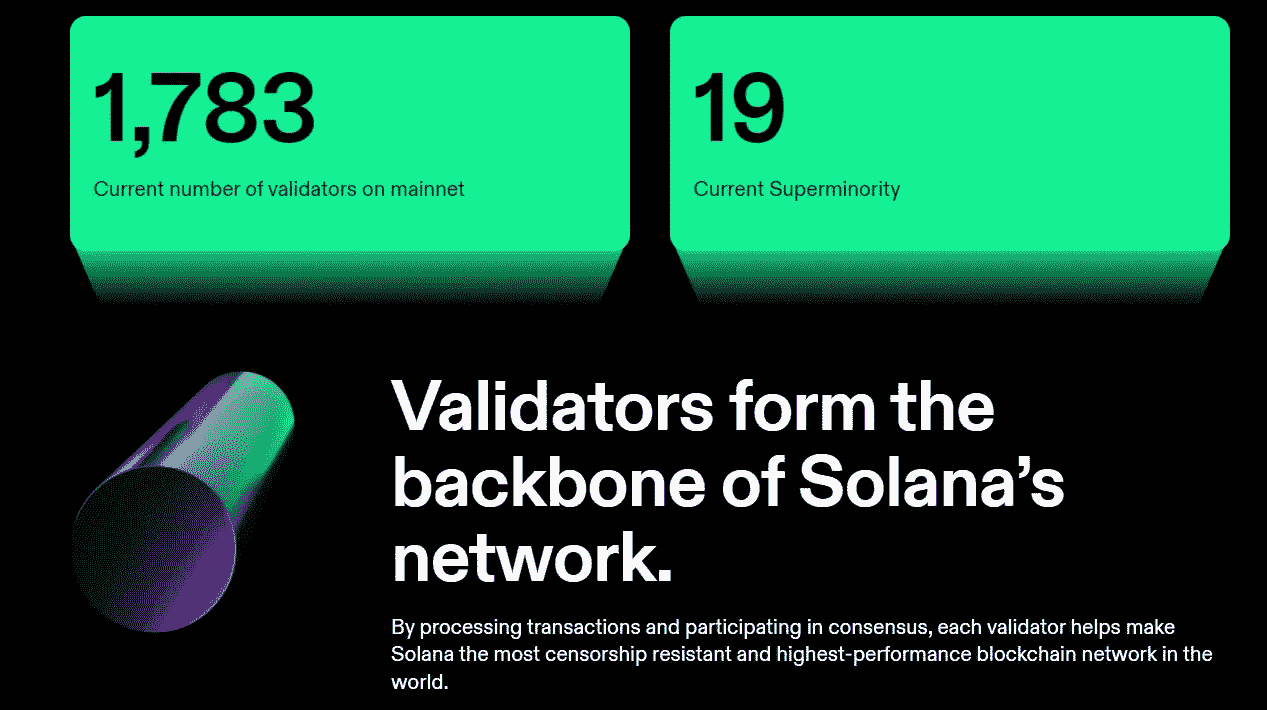 1,783
Current number of validators on mainnet
19
Current Superminority
Validators form the
backbone of Solana’s
network.
By processing transactions and participating in consensus, each validator helps make
Solana the most censorship resistant and highest-performance blockchain network in the
world.